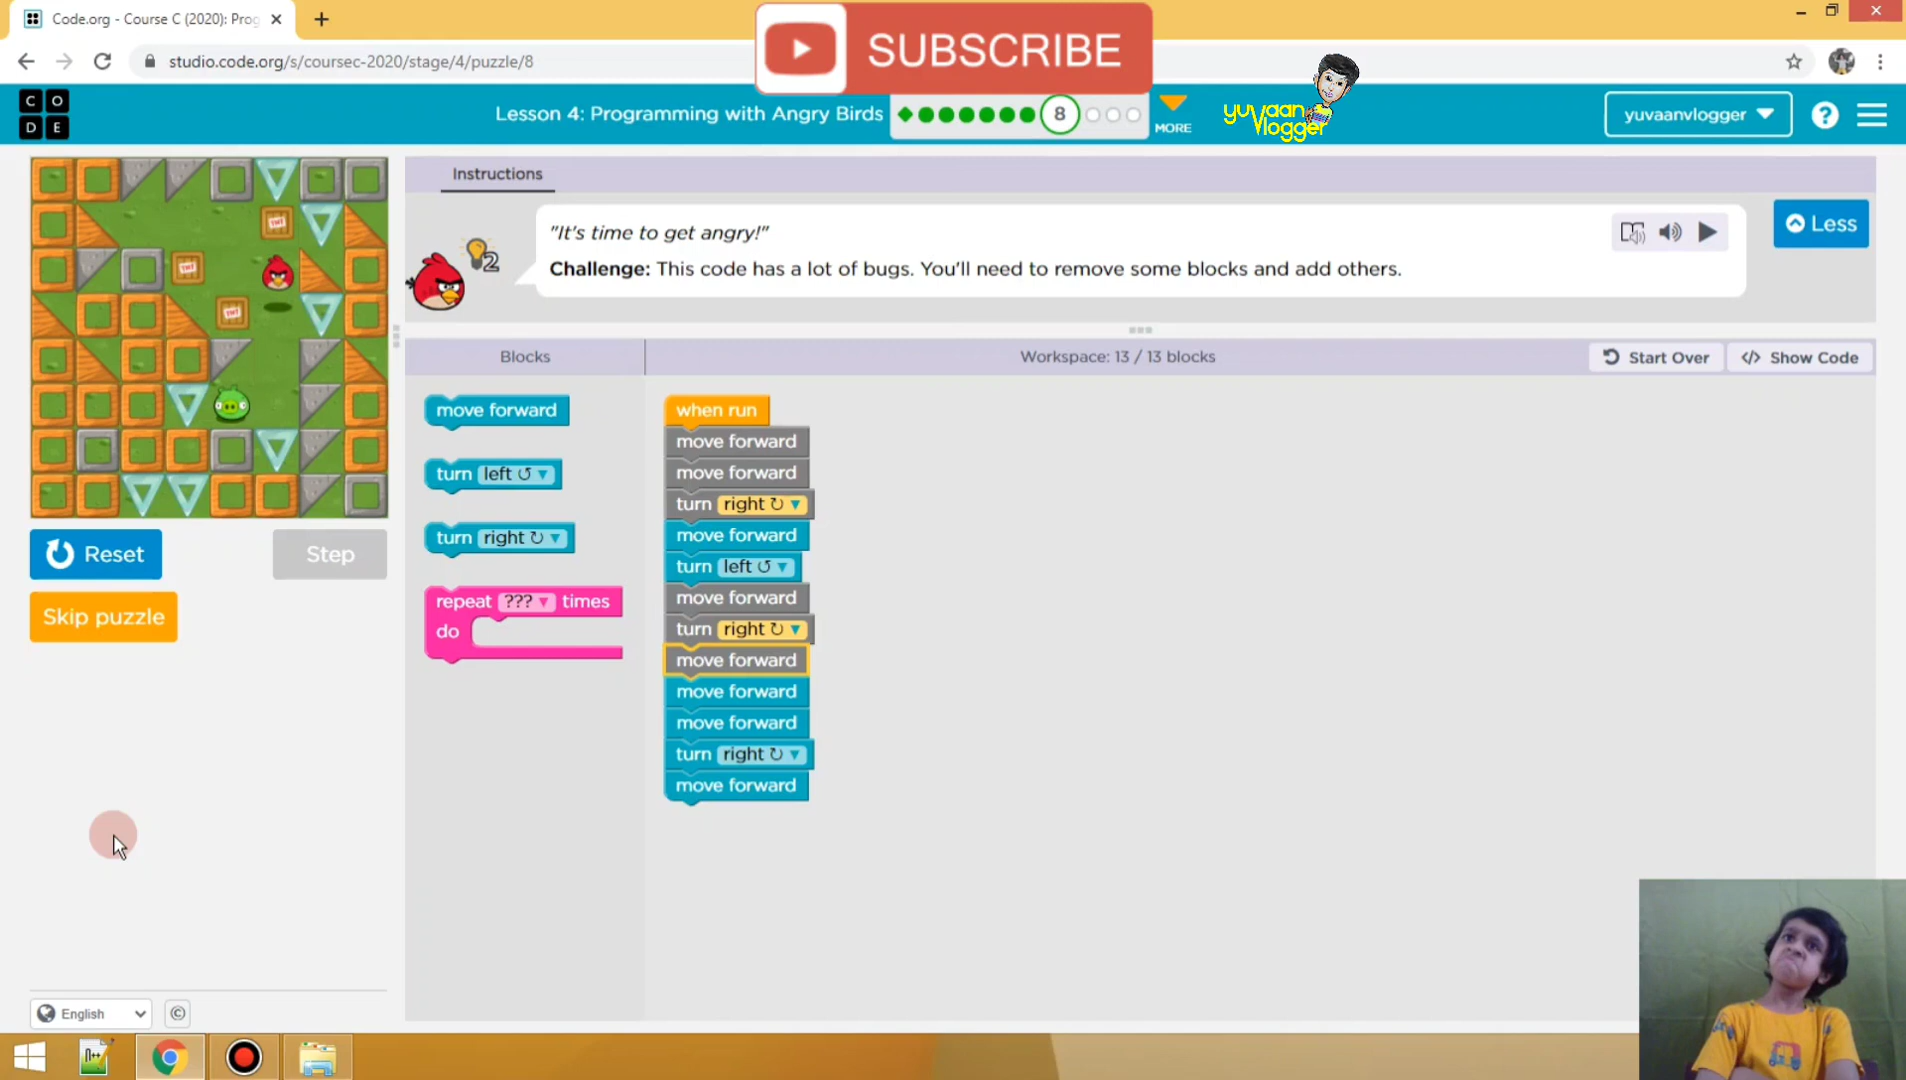 Code.org - Course C (2020): Prog
studio.code.org/s/coursec-2020/stage/4/puzzle/8
SUBSCRIBE
C O
D E
Lesson 4: Programming with Angry Birds
8
MORE
yuvaan
Vlogger
yuvaanvlogger
?
Instructions
"It's time to get angry!"
Challenge: This code has a lot of bugs. You'll need to remove some blocks and add others.
2
Less
TNT
TNT
TNT
Blocks
Workspace: 13 / 13 blocks
Start Over
</> Show Code
move forward
turn left
turn right
repeat ??? times
do
when run
move forward
move forward
turn right
move forward
turn left
move forward
turn right
move forward
move forward
move forward
turn right
move forward
Reset
Step
Skip puzzle
English
©